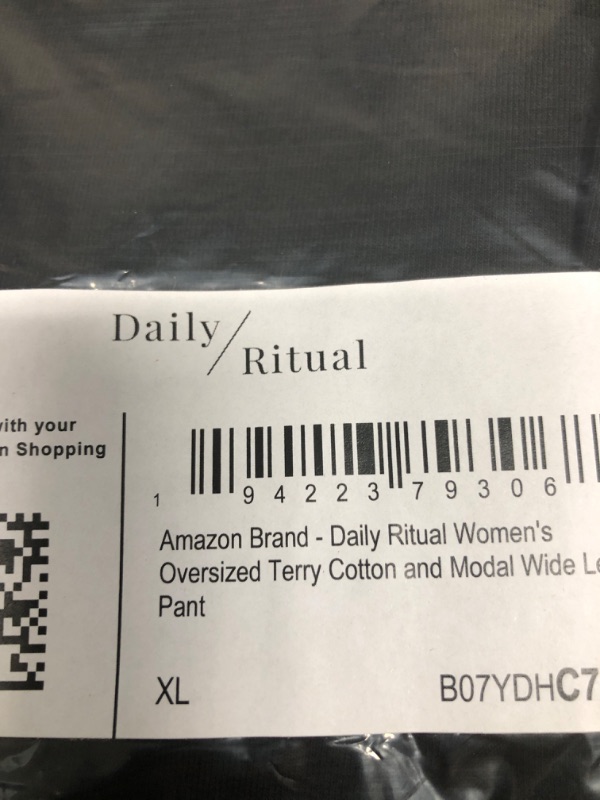 Daily/
Ritual
with your
n Shopping
1 94223 79306
Amazon Brand - Daily Ritual Women's
Oversized Terry Cotton and Modal Wide Le
Pant
XL B07YDHC7